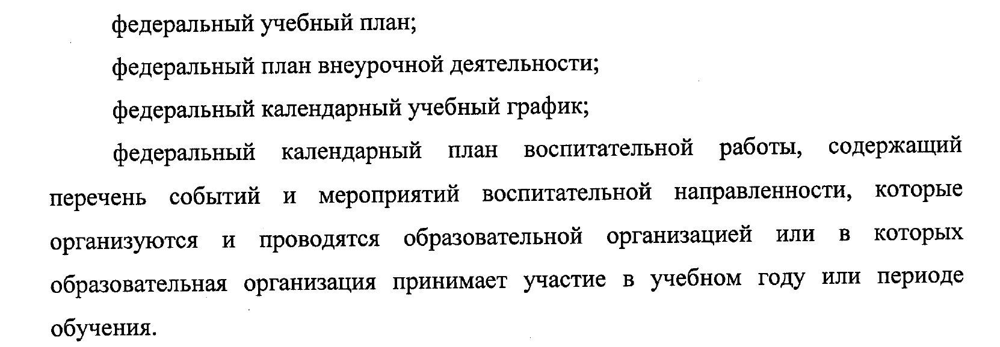 федеральный учебный план;
федеральный план внеурочной деятельности;
федеральный календарный учебный график;
федеральный календарный план воспитательной работы, содержащий
перечень событий и мероприятий воспитательной направленности, которые
организуются и проводятся образовательной организацией или в которых
образовательная организация принимает участие в учебном году или периоде
обучения.